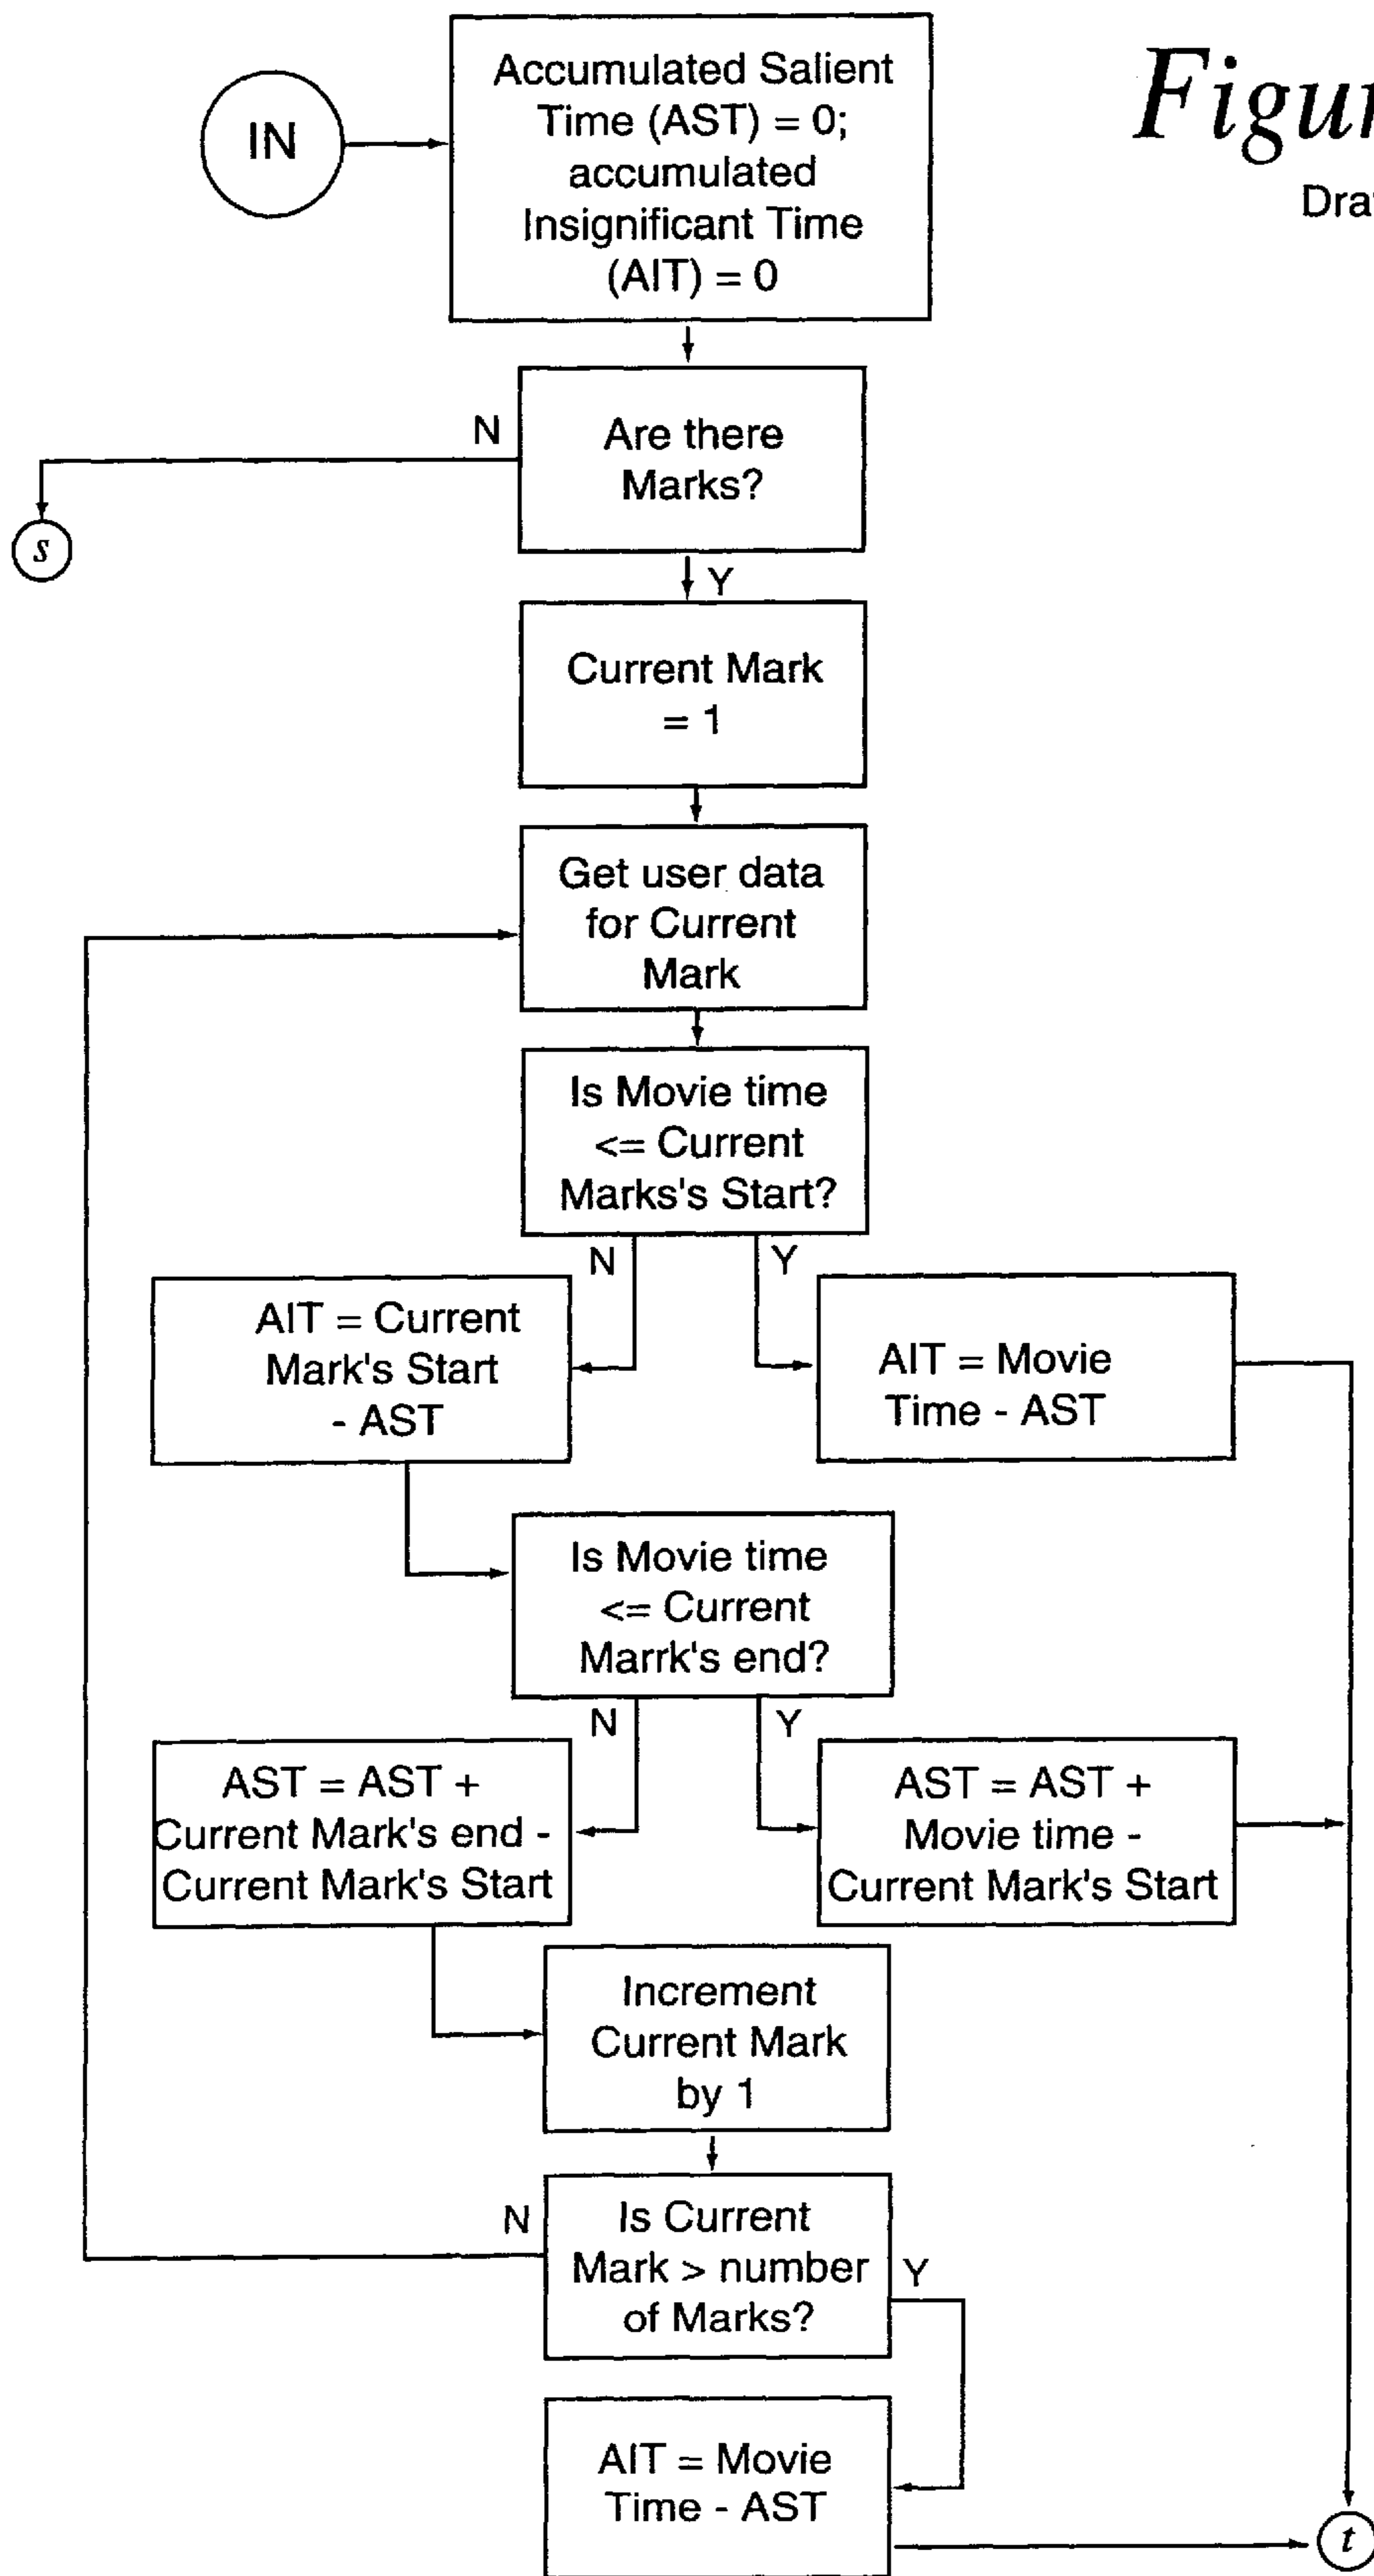 Figur
Dra
IN
Accumulated Salient
Time (AST) = 0;
accumulated
Insignificant Time
(AIT) = 0
Are there
Marks?
N
s
Y
Current Mark
= 1
Get user data
for Current
Mark
Is Movie time
<= Current
Marks's Start?
N
Y
AIT = Current
Mark's Start
- AST
AIT = Movie
Time - AST
Is Movie time
<= Current
Marrk's end?
N
Y
AST = AST +
Current Mark's end -
Current Mark's Start
AST = AST +
Movie time -
Current Mark's Start
Increment
Current Mark
by 1
N
Is Current
Mark > number
of Marks?
Y
AIT = Movie
Time - AST
t